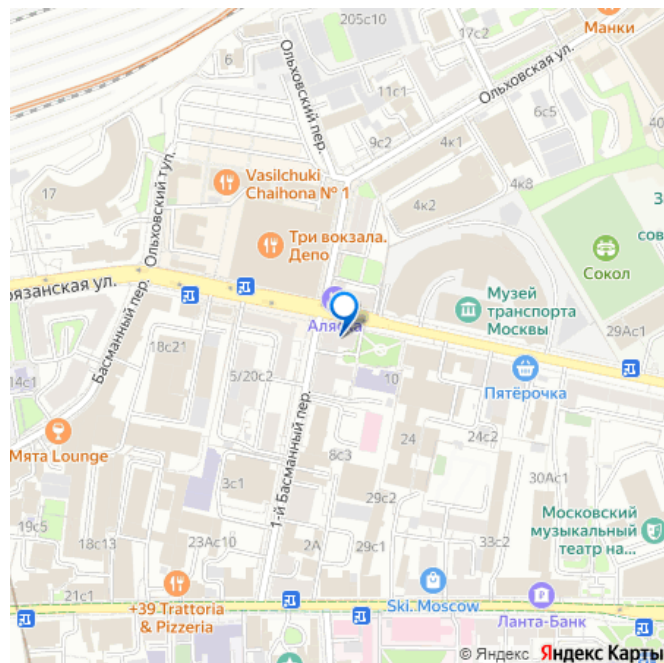 205с10
17с2
Манки
6
Ольховский пер.
11с1
Ольховская ул.
6с5
9с2
4к1
40
17
Ольховский туп.
Vasilchuki
Chaihona № 1
4к8
4к2
З
сов
Три вокзала.
Депо
Сокол
язанская ул.
Музей
транспорта
Москвы
Аляска
29Ас1
Басманный пер.
18с21
14с1
5/20с2
10
Пятёрочка
1-й Басманный пер.
Мята Lounge
24
24с2
8с3
3с1
30Ас1
29с2
19с5
18с13
23Ас10
2А
29с1
33с2
Московский
музыкальный
театр на...
21с1
+39 Trattoria
& Pizzeria
Ski. Moscow
Ланта-Банк
© Яндекс Яндекс Карты